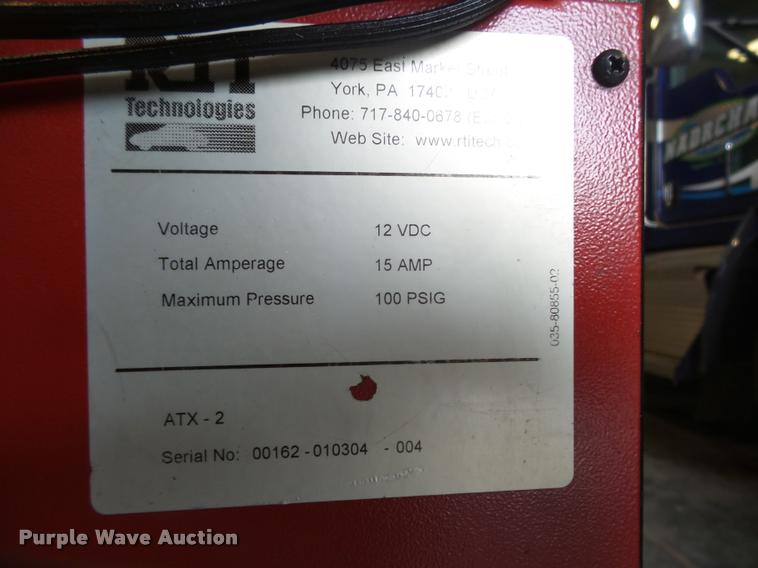 RTI
Technologies
4075 East Market Street
York, PA
Phone: 717-840-0678
Web Site: www.rtitech
Voltage 12 VDC
Total Amperage 15 AMP
Maximum Pressure 100 PSIG
035-80855-02
ATX - 2
Serial No: 00162 - 010304 - 004
Purple Wave Auction